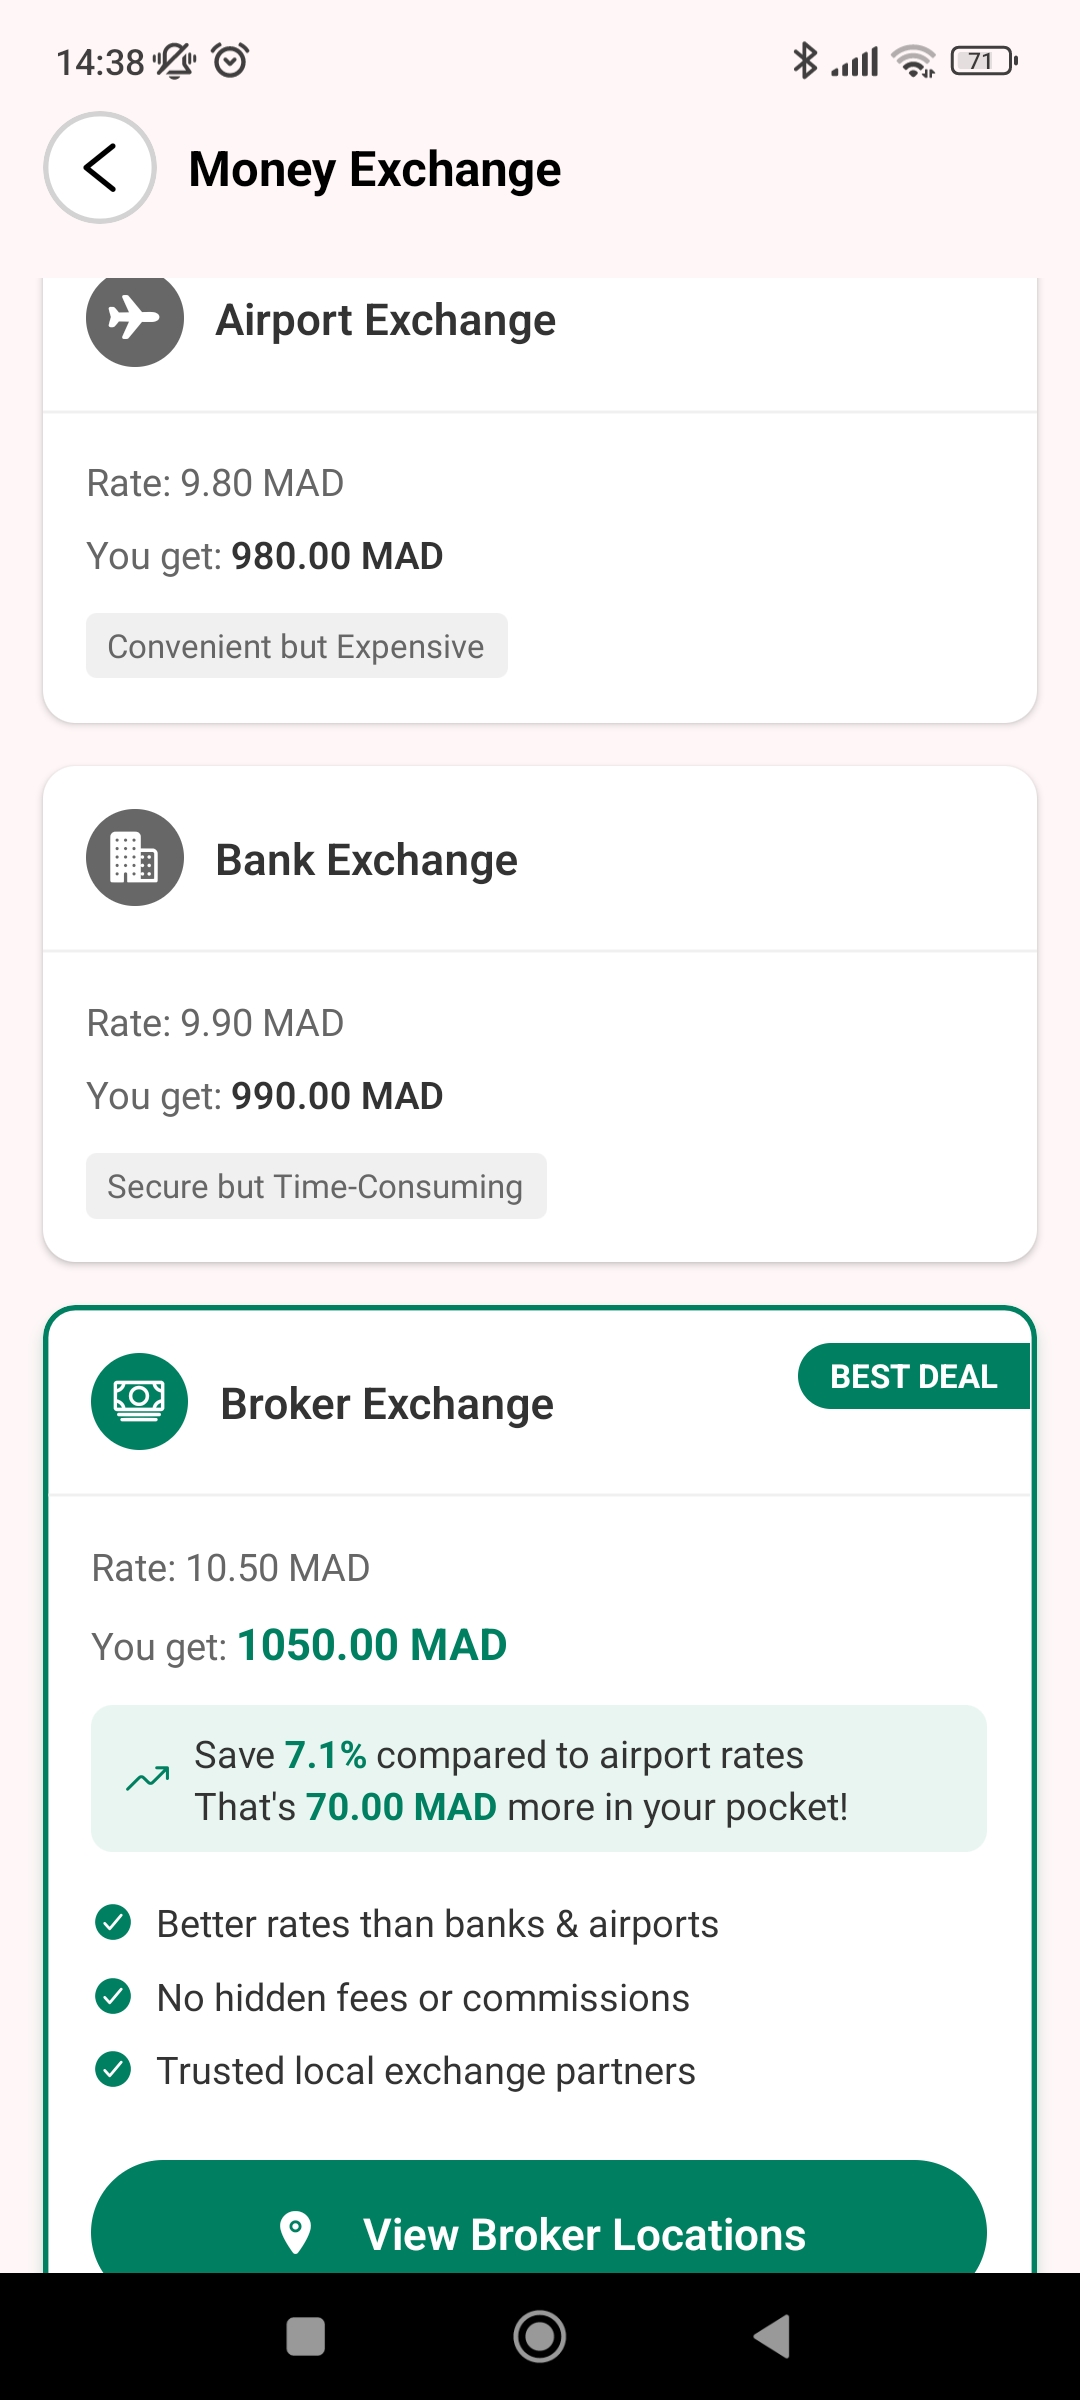 14:38
71
Money Exchange
Airport Exchange
Rate: 9.80 MAD
You get: 980.00 MAD
Convenient but Expensive
Bank Exchange
Rate: 9.90 MAD
You get: 990.00 MAD
Secure but Time-Consuming
BEST DEAL
Broker Exchange
Rate: 10.50 MAD
You get: 1050.00 MAD
Save 7.1% compared to airport rates
That's 70.00 MAD more in your pocket!
Better rates than banks & airports
No hidden fees or commissions
Trusted local exchange partners
View Broker Locations